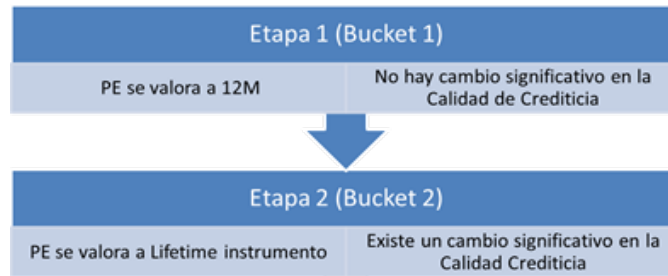 Etapa 1 (Bucket 1)
PE se valora a 12M
No hay cambio significativo en la
Calidad de Crediticia
Etapa 2 (Bucket 2)
PE se valora a Lifetime instrumento
Existe un cambio significativo en la
Calidad Crediticia